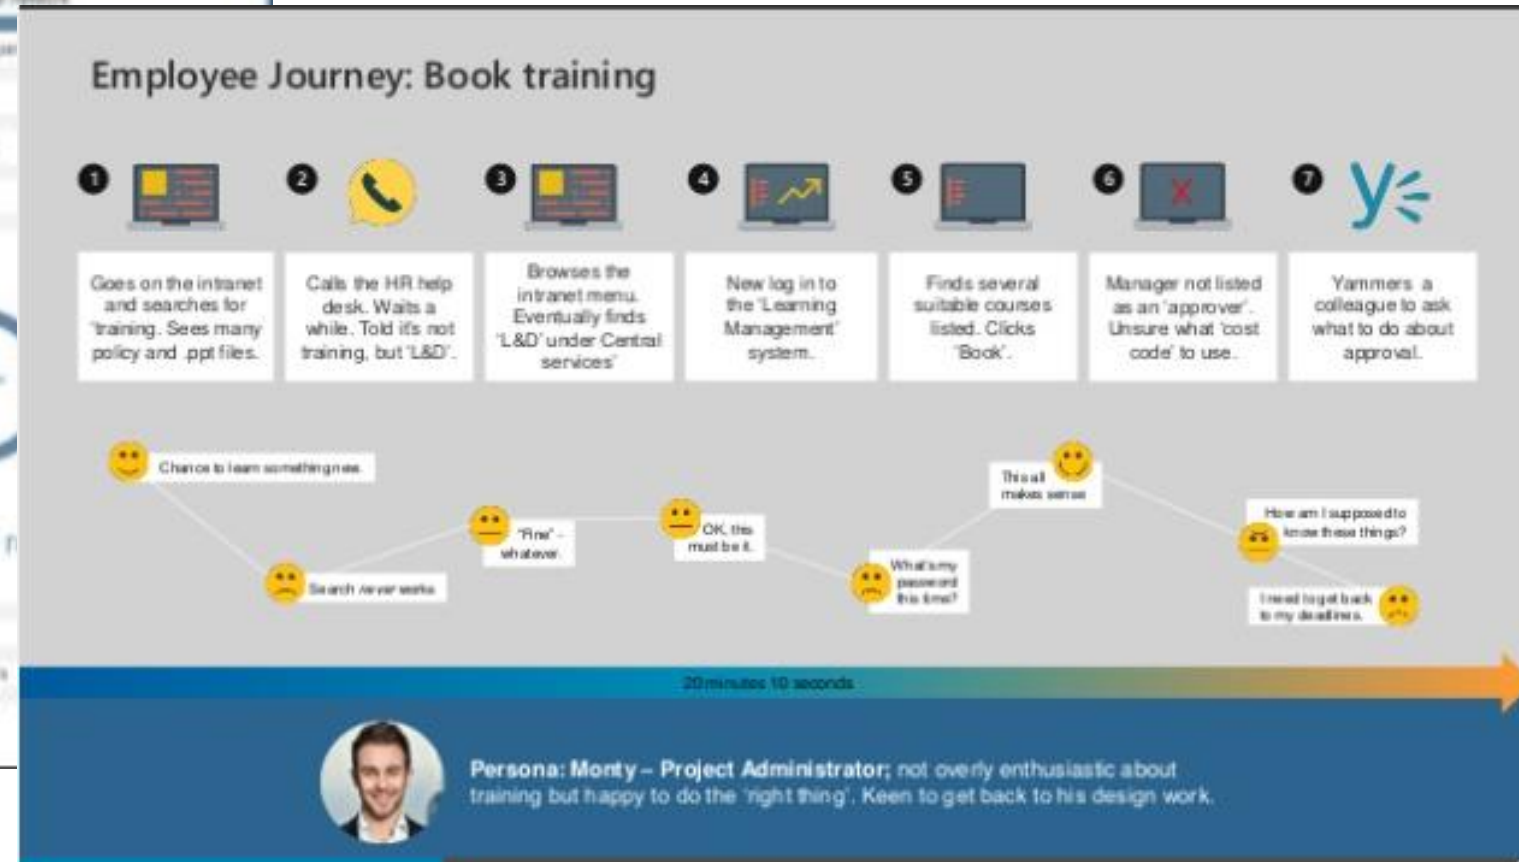 Employee Journey: Book training
1
2
3
4
5
6
7
Goes on the intranet
and searches for
'training. Sees many
policy and .ppt files.
Calls the HR help
desk. Waits a
while. Told it's not
training, but 'L&D'.
Browses the
intranet menu.
Eventually finds
'L&D' under Central
services'
New log in to
the 'Learning
Management'
system.
Finds several
suitable courses
listed. Clicks
'Book'.
Manager not listed
as an 'approver'.
Unsure what 'cost
code' to use.
Yammers a
colleague to ask
what to do about
approval.
Chance to learn something new.
Search never works.
"Fine" -
whatever.
OK, this
must be it.
What's my
password
this time?
This all
makes sense
How am I supposed to
know these things?
I need to get back
to my deadlines.
20 minutes 10 seconds
Persona: Monty – Project Administrator; not overly enthusiastic about
training but happy to do the 'right thing'. Keen to get back to his design work.